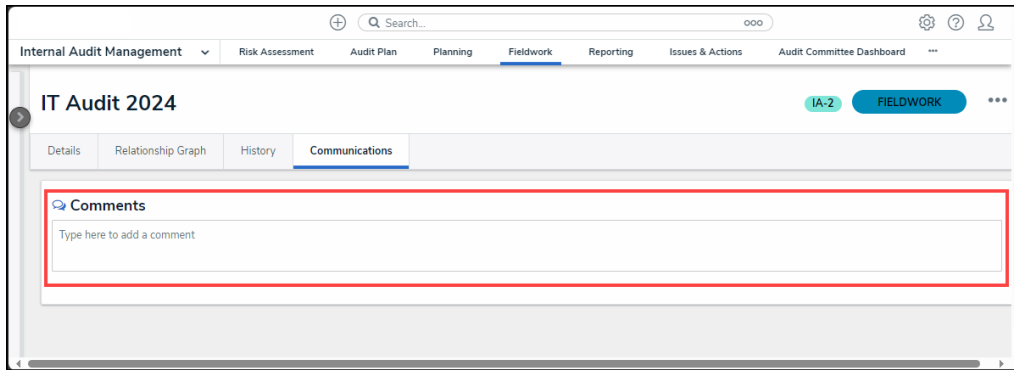 Search...
Internal Audit Management Risk Assessment Audit Plan Planning Fieldwork Reporting Issues & Actions Audit Committee Dashboard
IT Audit 2024 IA-2 FIELDWORK
Details Relationship Graph History Communications
Comments
Type here to add a comment